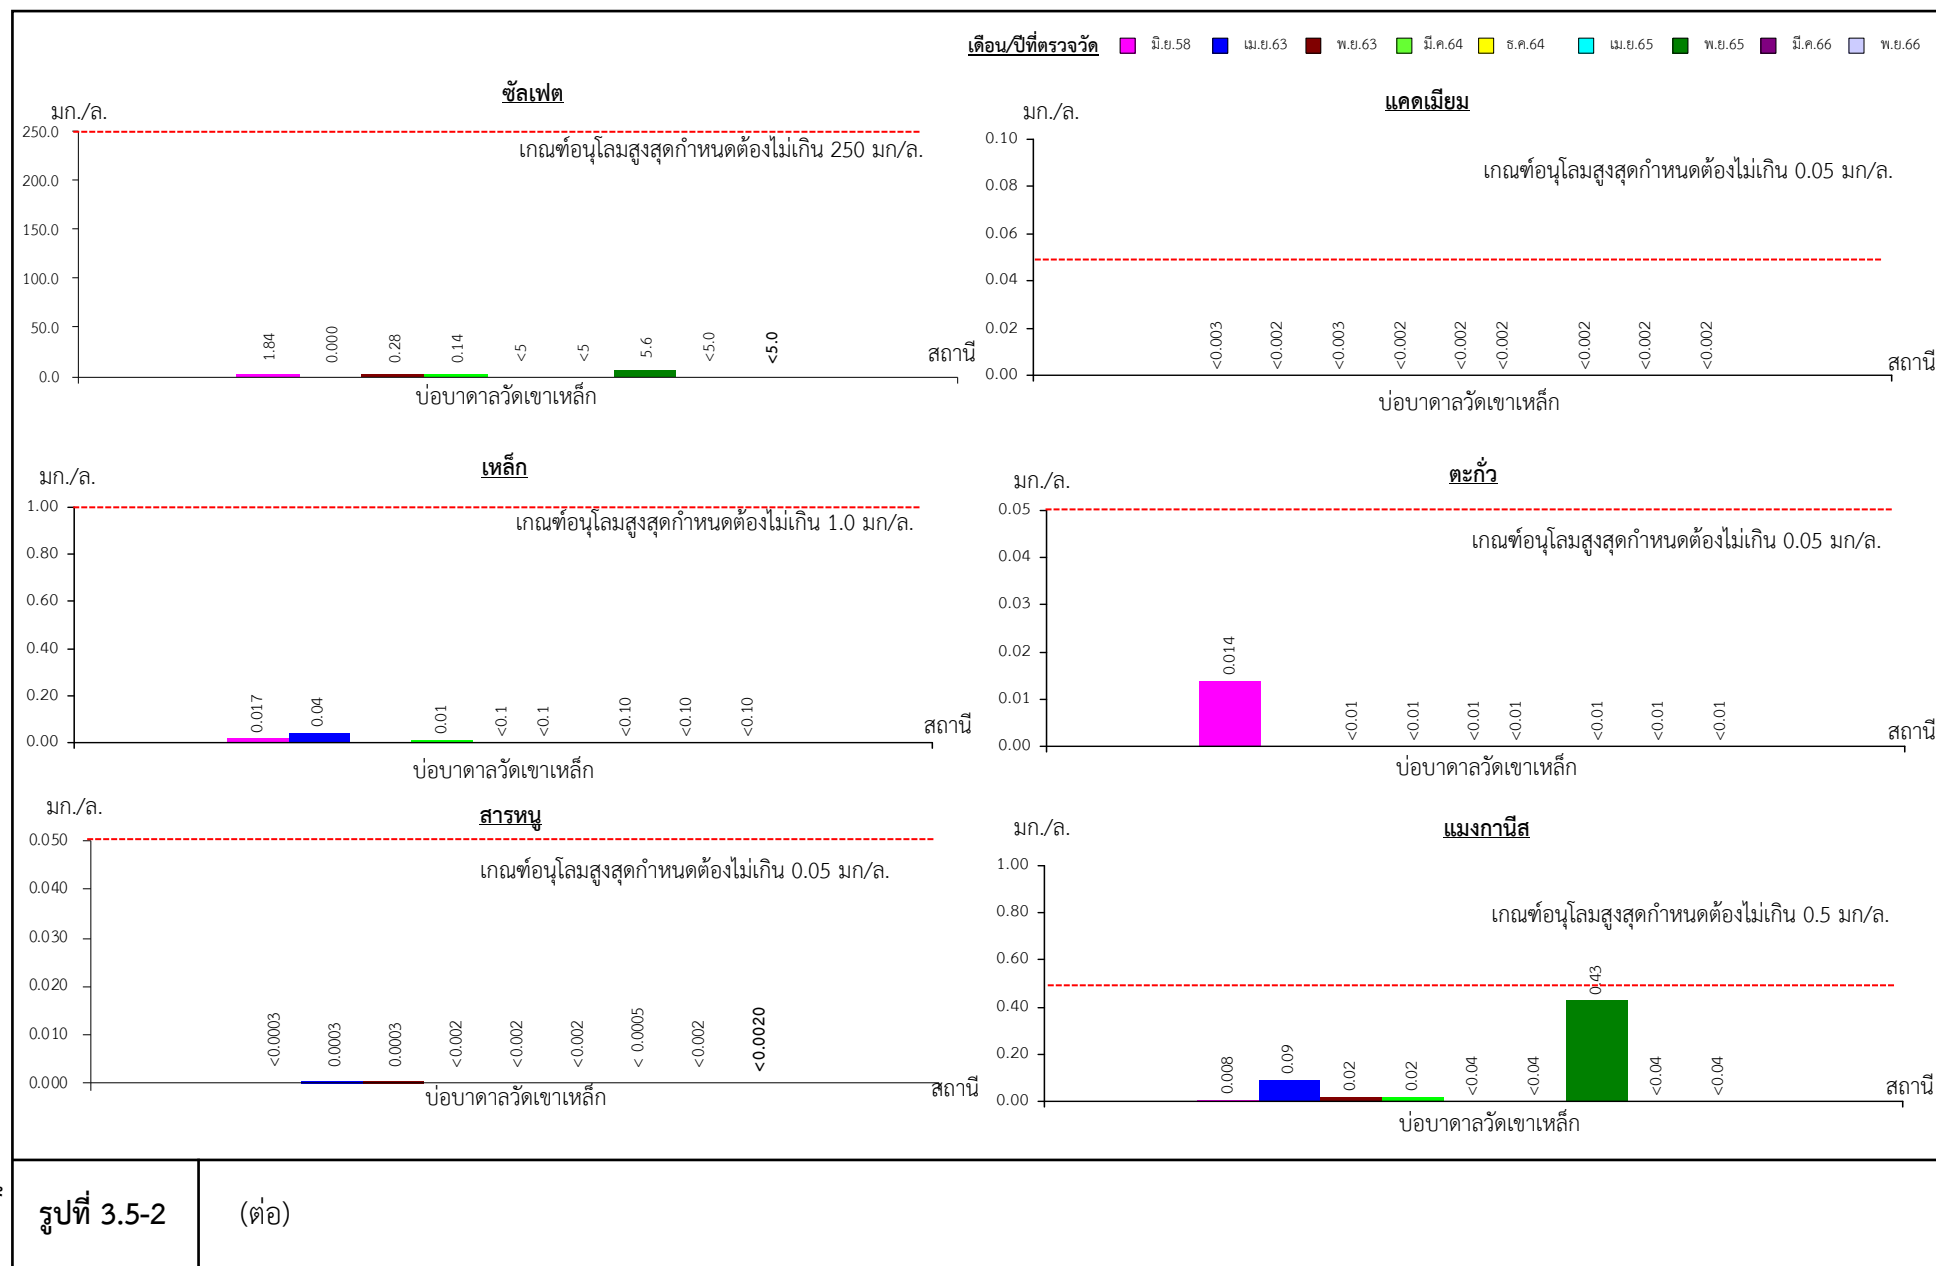 เดือน/ปีที่ตรวจวัด มิ.ย.58 เม.ย.63 พ.ย.63 มี.ค.64 ธ.ค.64 เม.ย.65 พ.ย.65 มี.ค.66 พ.ย.66
ซัลเฟต
มก./ล.
250.0
เกณฑ์อนุโลมสูงสุดกำหนดต้องไม่เกิน 250 มก/ล.
200.0
150.0
100.0
50.0
0.0
1.84 0.000 0.28 0.14 <5 <5 5.6 <5.0 <5.0
สถานี
บ่อบาดาลวัดเขาเหล็ก
แคดเมียม
มก./ล.
0.10
เกณฑ์อนุโลมสูงสุดกำหนดต้องไม่เกิน 0.05 มก/ล.
0.08
0.06
0.04
0.02
0.00
<0.003 <0.002 <0.003 <0.002 <0.002 <0.002 <0.002 <0.002 <0.002
สถานี
บ่อบาดาลวัดเขาเหล็ก
เหล็ก
มก./ล.
1.00
เกณฑ์อนุโลมสูงสุดกำหนดต้องไม่เกิน 1.0 มก/ล.
0.80
0.60
0.40
0.20
0.00
0.017 0.04 0.01 <0.1 <0.1 <0.10 <0.10 <0.10
สถานี
บ่อบาดาลวัดเขาเหล็ก
ตะกั่ว
มก./ล.
0.05
เกณฑ์อนุโลมสูงสุดกำหนดต้องไม่เกิน 0.05 มก/ล.
0.04
0.03
0.02
0.01
0.00
0.014 <0.01 <0.01 <0.01 <0.01 <0.01 <0.01 <0.01
สถานี
บ่อบาดาลวัดเขาเหล็ก
สารหนู
มก./ล.
0.050
เกณฑ์อนุโลมสูงสุดกำหนดต้องไม่เกิน 0.05 มก/ล.
0.040
0.030
0.020
0.010
0.000
<0.0003 0.0003 0.0003 <0.002 <0.002 <0.002 < 0.0005 <0.002 <0.0020
สถานี
บ่อบาดาลวัดเขาเหล็ก
แมงกานีส
มก./ล.
1.00
0.80
เกณฑ์อนุโลมสูงสุดกำหนดต้องไม่เกิน 0.5 มก/ล.
0.60
0.40
0.20
0.00
0.008 0.09 0.02 0.02 <0.04 <0.04 0.43 <0.04 <0.04
สถานี
บ่อบาดาลวัดเขาเหล็ก
รูปที่ 3.5-2 (ต่อ)